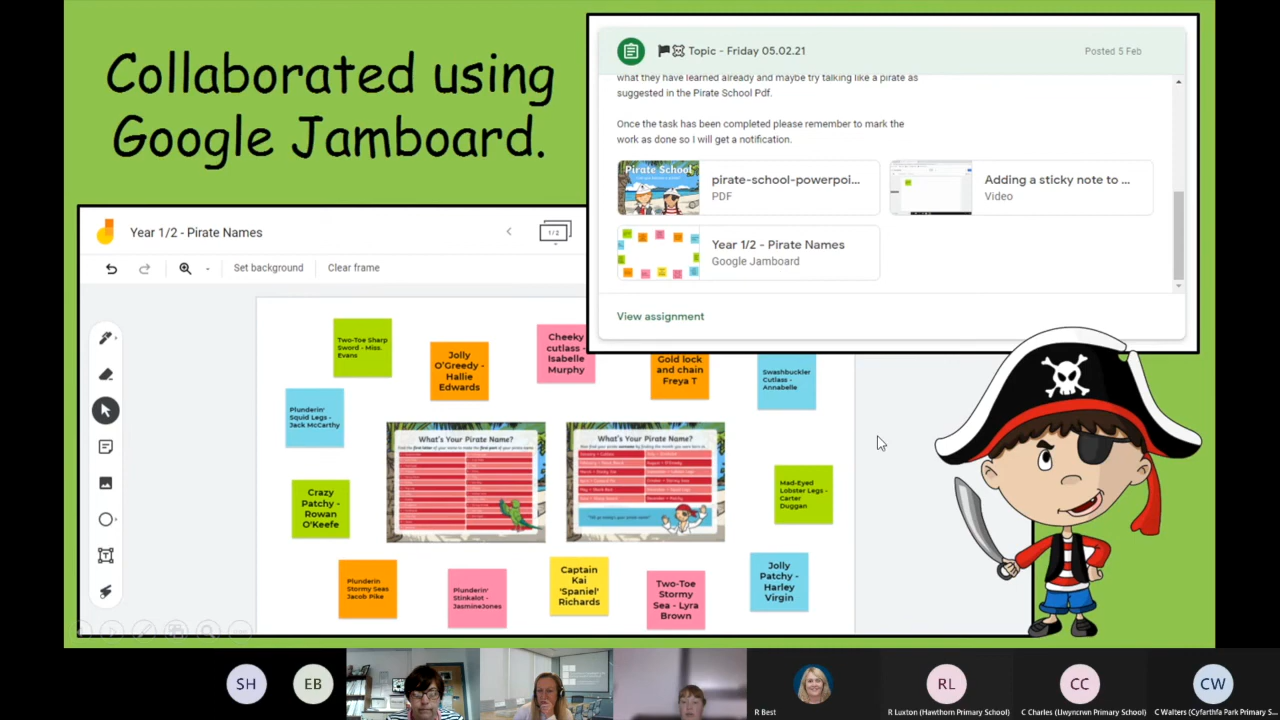 Collaborated using
Google Jamboard.
Topic - Friday 05.02.21
Posted 5 Feb
what they have learned already and maybe try talking like a pirate as
suggested in the Pirate School Pdf.
Once the task has been completed please remember to mark the
work as done so I will get a notification.
Pirate School
pirate-school-powerpoi...
PDF
Adding a sticky note to ...
Video
Year 1/2 - Pirate Names
Google Jamboard
View assignment
Year 1/2 - Pirate Names
1/2
Set background
Clear frame
Two-Toe Sharp
Sword - Miss.
Evans
Jolly
O'Greedy -
Hallie
Edwards
Cheeky
cutlass -
Isabelle
Murphy
Gold lock
and chain
Freya T
Swashbuckler
Cutlass -
Annabelle
Plunderin'
Squid Legs -
Jack McCarthy
What's Your Pirate Name?
What's Your Pirate Name?
Crazy
Patchy -
Rowan
O'Keefe
Mad-Eyed
Lobster Legs -
Carter
Duggan
Plunderin
Stormy Seas
Jacob Pike
Plunderin'
Stinkalot -
JasmineJones
Captain
Kai
'Spaniel'
Richards
Two-Toe
Stormy
Sea - Lyra
Brown
Jolly
Patchy -
Harley
Virgin
SH
EB
RL
CC
CW
R Best
R Luxton (Hawthorn Primary School)
C Charles (Llwyncrwn Primary School)
C Walters (Cyfarthfa Park Primary S...